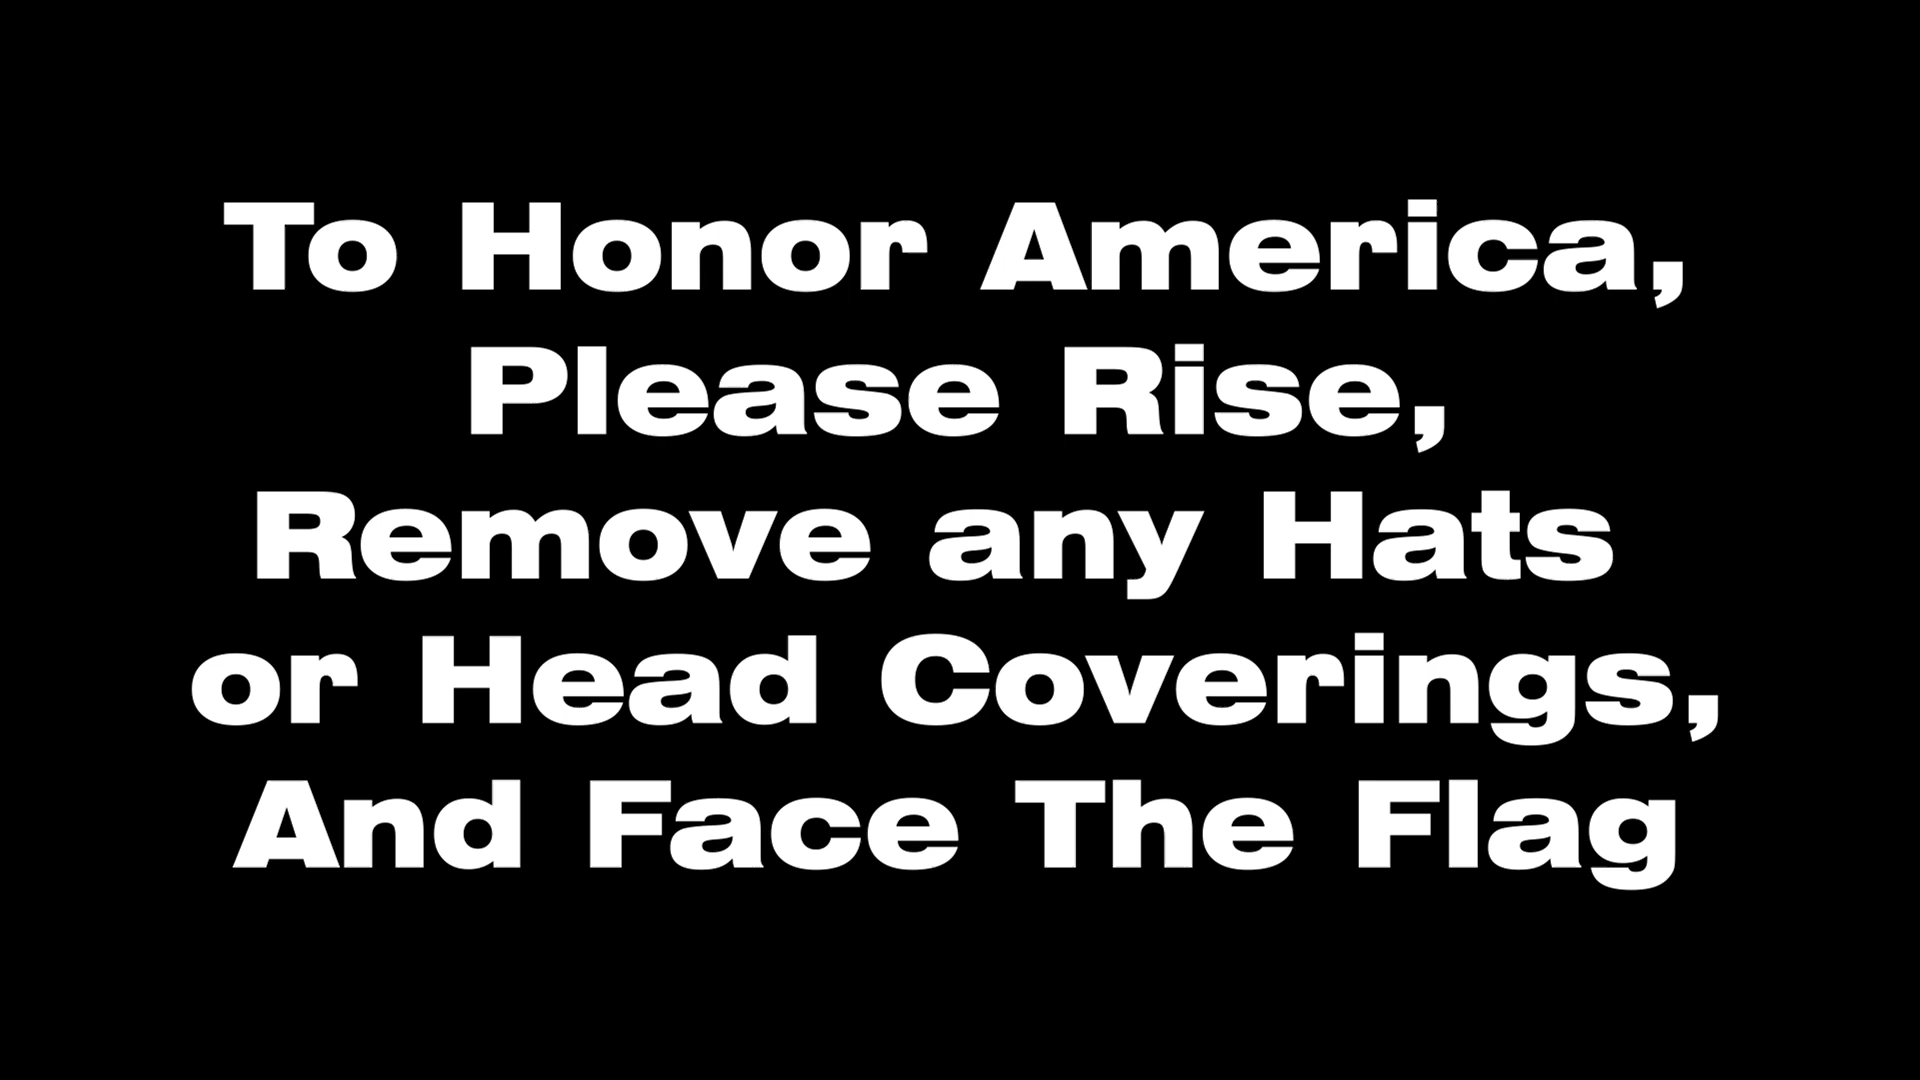 To Honor America,
Please Rise,
Remove any Hats
or Head Coverings,
And Face The Flag